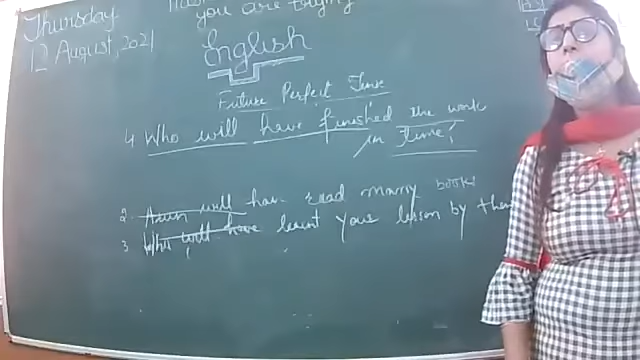 you are trying
Thursday
12 August, 2021
English
Future Perfect Tense
4 Who will have finished the work
in time?
2. Arun will have read many books
3 Who will have learnt your lesson by then